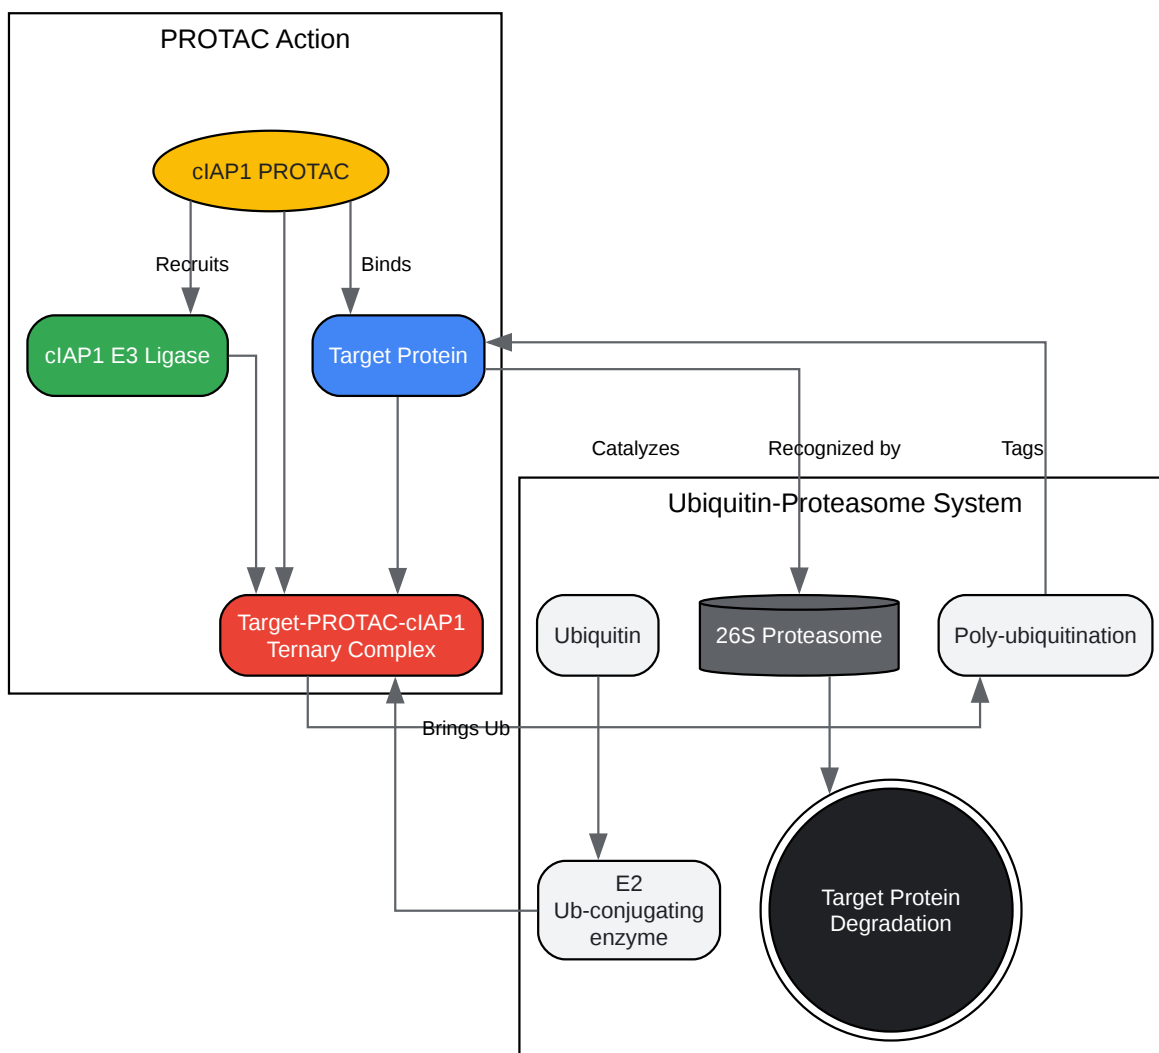 PROTAC Action
cIAP1 PROTAC
Recruits
Binds
cIAP1 E3 Ligase
Target Protein
Catalyzes
Recognized by
Tags
Ubiquitin-Proteasome System
Target-PROTAC-cIAP1
Ternary Complex
Ubiquitin
26S Proteasome
Poly-ubiquitination
Brings Ub
E2
Ub-conjugating
enzyme
Target Protein
Degradation